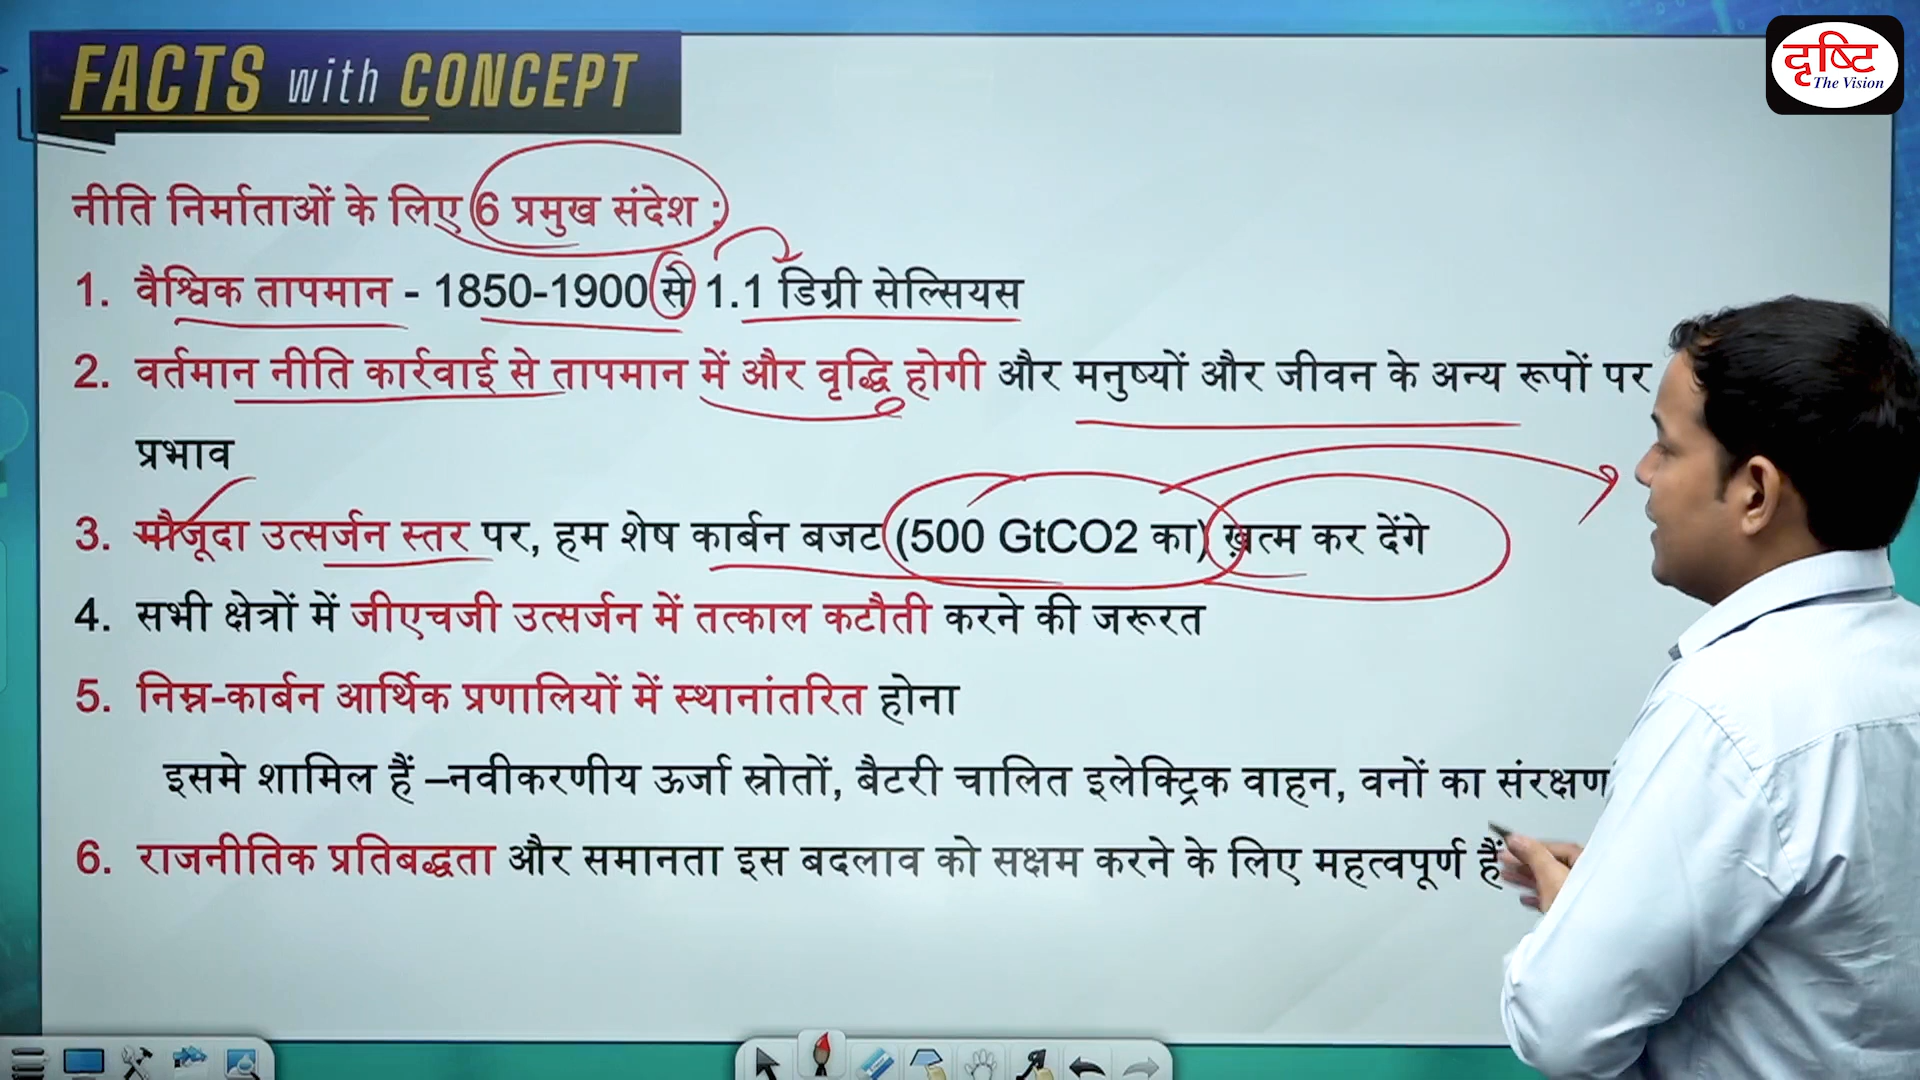 FACTS with CONCEPT
दृष्टि
The Vision
नीति निर्माताओं के लिए 6 प्रमुख संदेश :
1. वैश्विक तापमान - 1850-1900 से 1.1 डिग्री सेल्सियस
2. वर्तमान नीति कार्रवाई से तापमान में और वृद्धि होगी और मनुष्यों और जीवन के अन्य रूपों पर
प्रभाव
3. मौजूदा उत्सर्जन स्तर पर, हम शेष कार्बन बजट (500 GtCO2 का) ख़त्म कर देंगे
4. सभी क्षेत्रों में जीएचजी उत्सर्जन में तत्काल कटौती करने की जरूरत
5. निम्न-कार्बन आर्थिक प्रणालियों में स्थानांतरित होना
इसमे शामिल हैं –नवीकरणीय ऊर्जा स्रोतों, बैटरी चालित इलेक्ट्रिक वाहन, वनों का संरक्षण
6. राजनीतिक प्रतिबद्धता और समानता इस बदलाव को सक्षम करने के लिए महत्वपूर्ण हैं